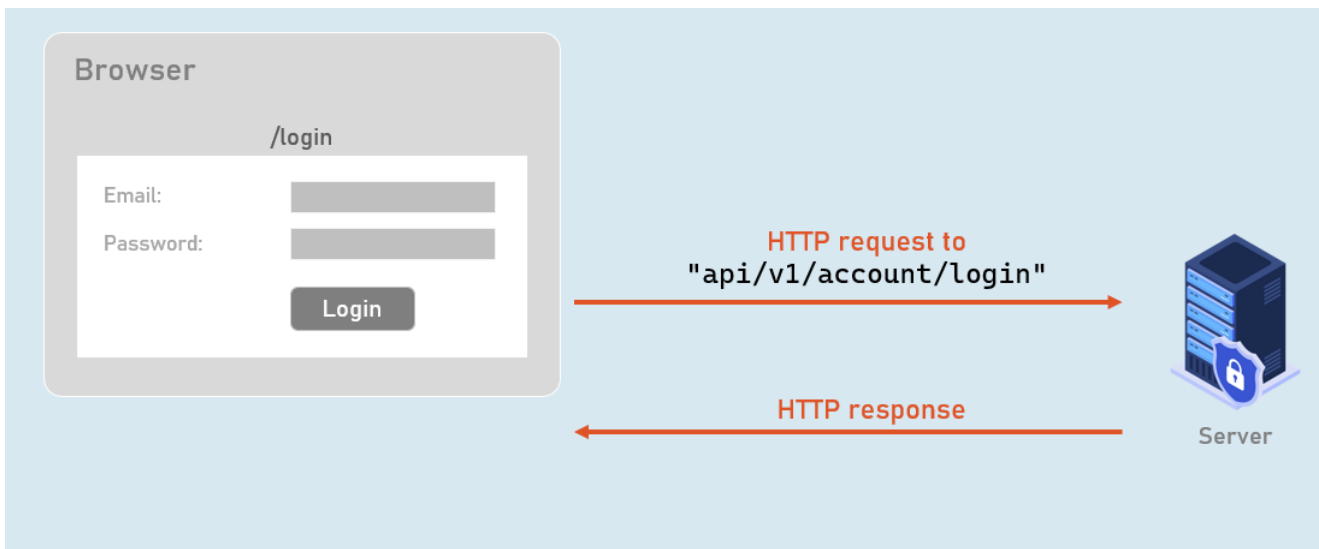 Browser
/login
Email:
Password:
Login
HTTP request to
"api/v1/account/login"
HTTP response
Server